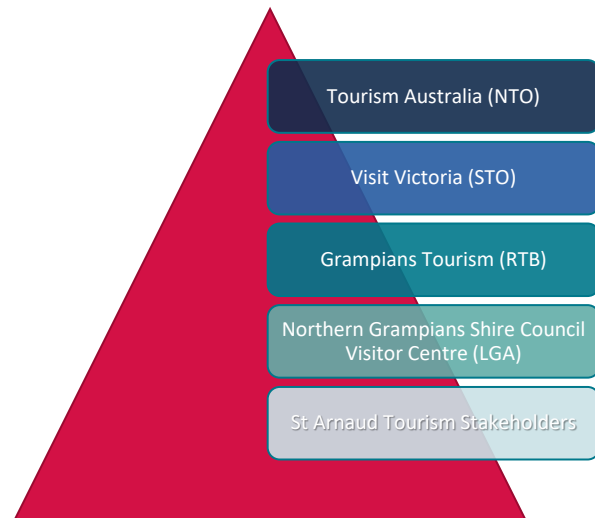 Tourism Australia (NTO)
Visit Victoria (STO)
Grampians Tourism (RTB)
Northern Grampians Shire Council
Visitor Centre (LGA)
St Arnaud Tourism Stakeholders